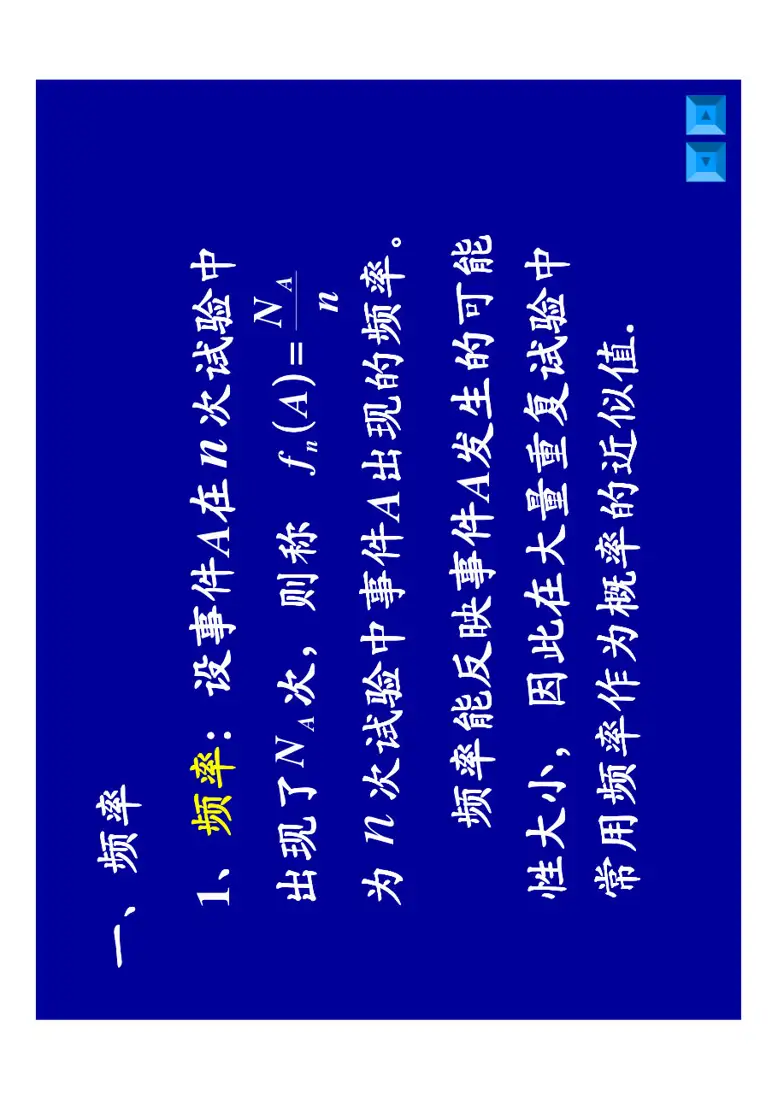 一、频率
1、频率：设事件A在n次试验中
出现了N_A次，则称 f_n(A)=N_A/n
为n次试验中事件A出现的频率。
频率能反映事件A发生的可能
性大小，因此在大量重复试验中
常用频率作为概率的近似值.